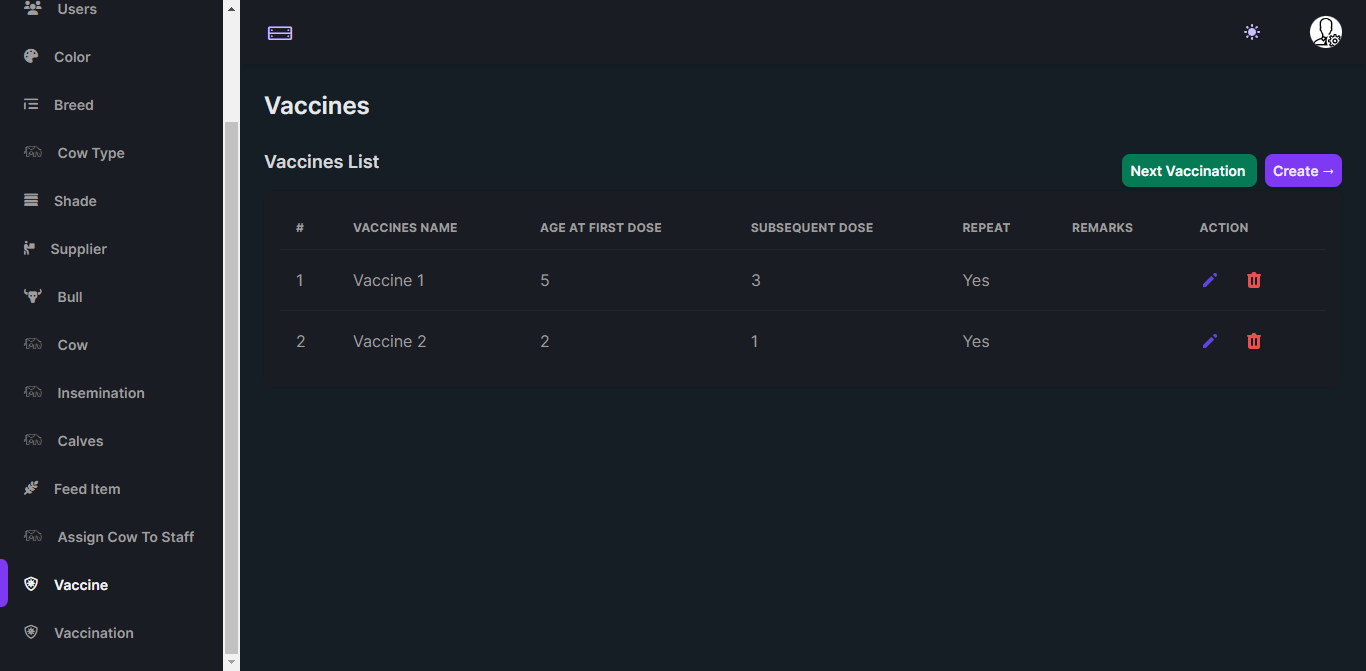 Users
Color
Breed
Cow Type
Shade
Supplier
Bull
Cow
Insemination
Calves
Feed Item
Assign Cow To Staff
Vaccine
Vaccination
Vaccines
Vaccines List
Next Vaccination Create →
# VACCINES NAME AGE AT FIRST DOSE SUBSEQUENT DOSE REPEAT REMARKS ACTION
1 Vaccine 1 5 3 Yes
2 Vaccine 2 2 1 Yes